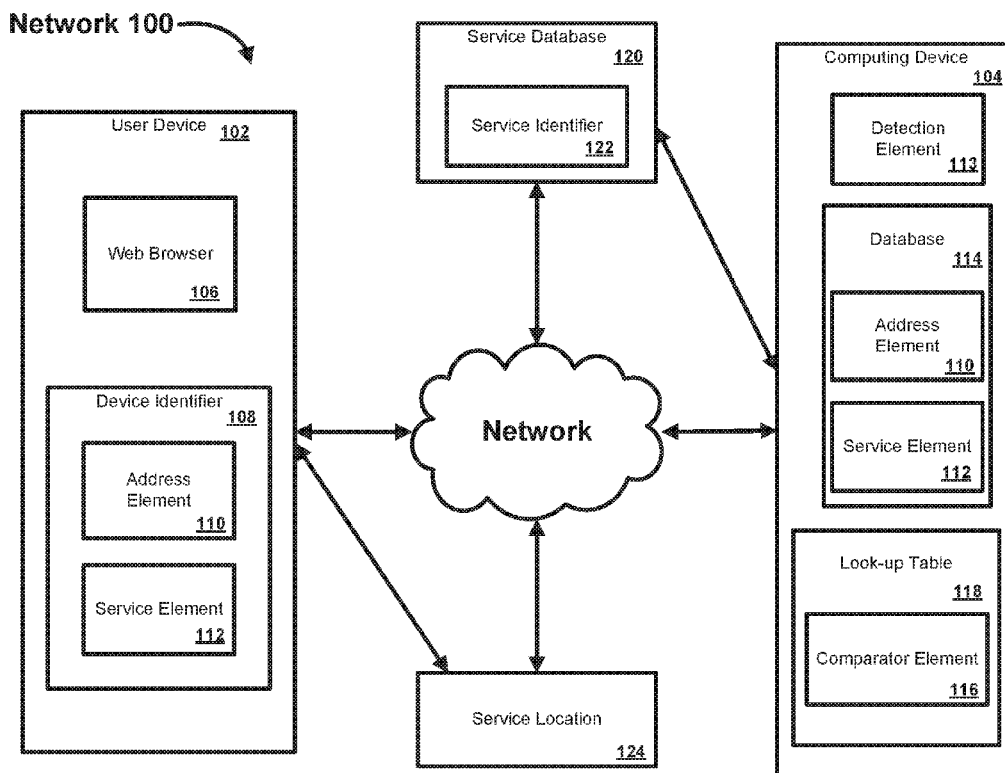 Network 100
User Device
102
Web Browser
106
Device Identifier
108
Address
Element
110
Service Element
112
Service Database
120
Service Identifier
122
Network
Service Location
124
Computing Device
104
Detection
Element
113
Database
114
Address
Element
110
Service Element
112
Look-up Table
118
Comparator Element
116